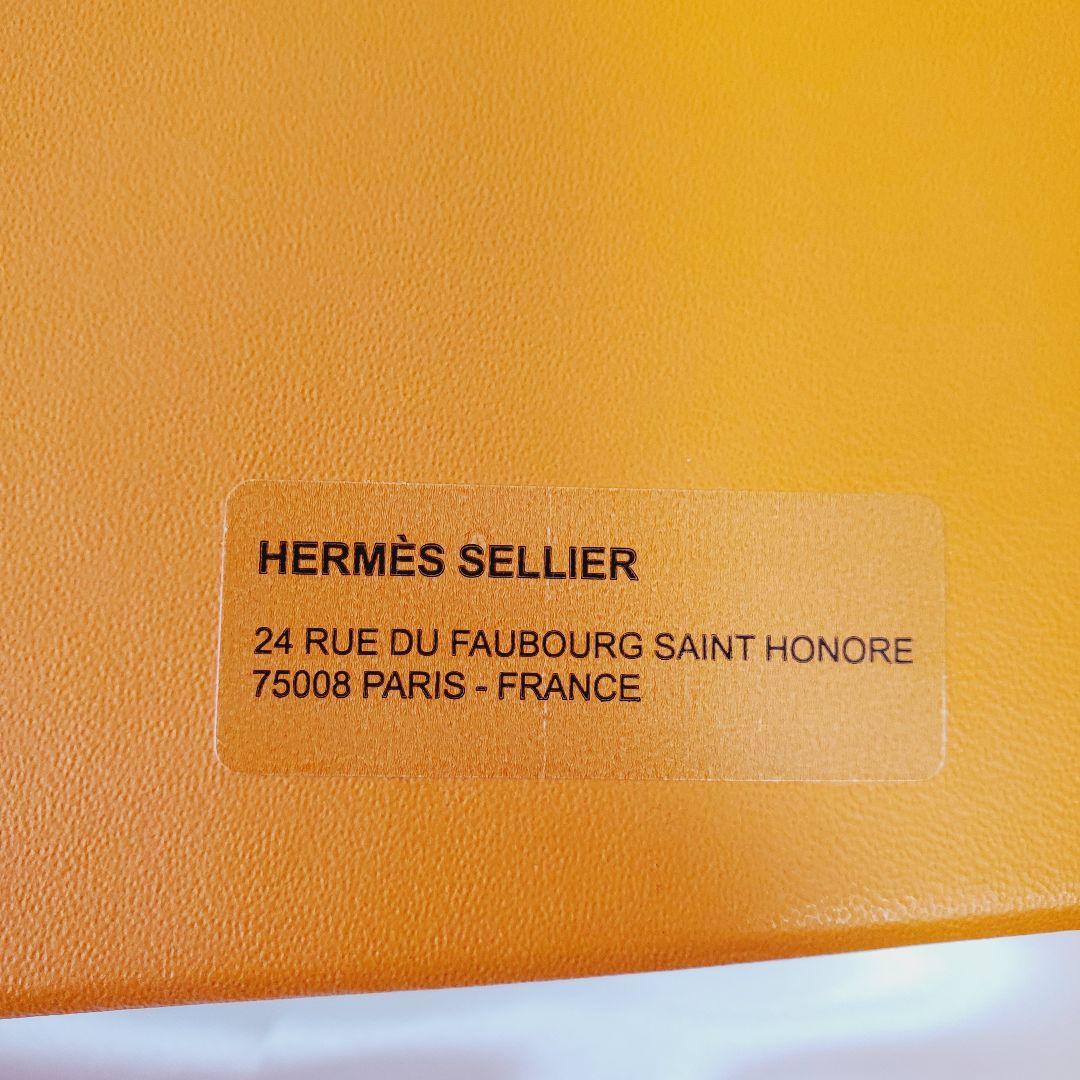 HERMÈS SELLIER
24 RUE DU FAUBOURG SAINT HONORE
75008 PARIS - FRANCE